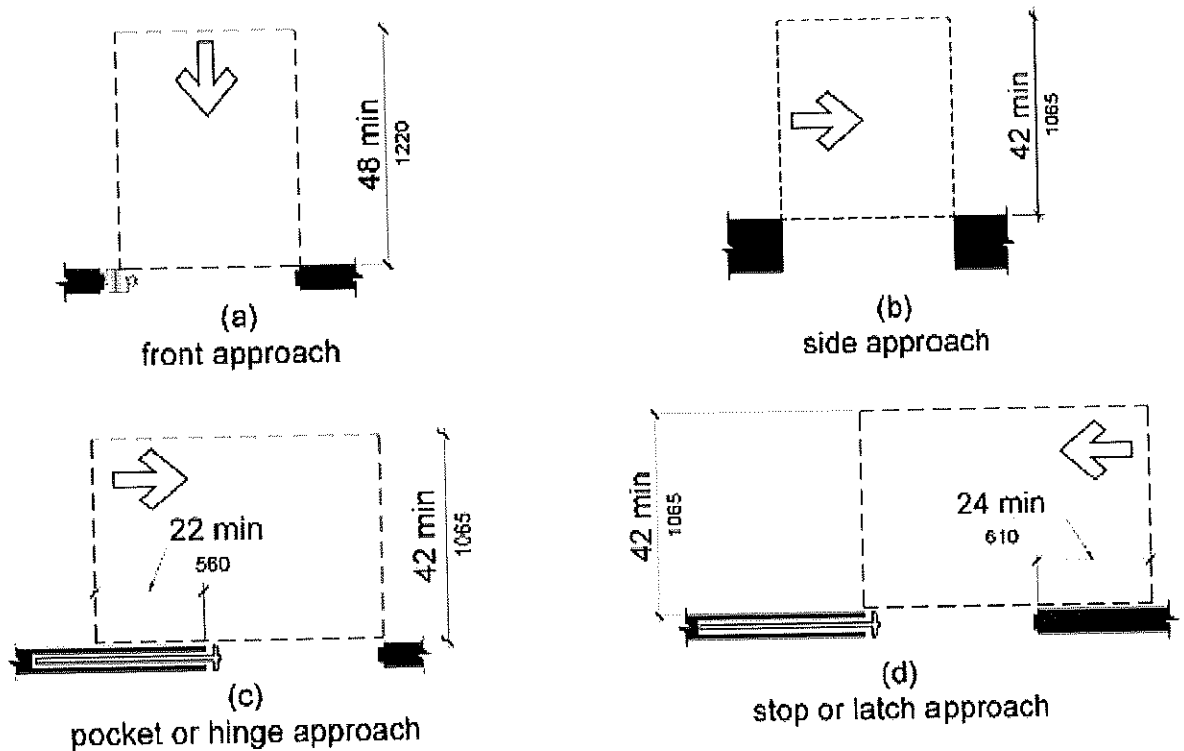 48 min
1220
(a)
front approach
42 min
1065
(b)
side approach
22 min
560
42 min
1065
(c)
pocket or hinge approach
42 min
1065
24 min
610
(d)
stop or latch approach